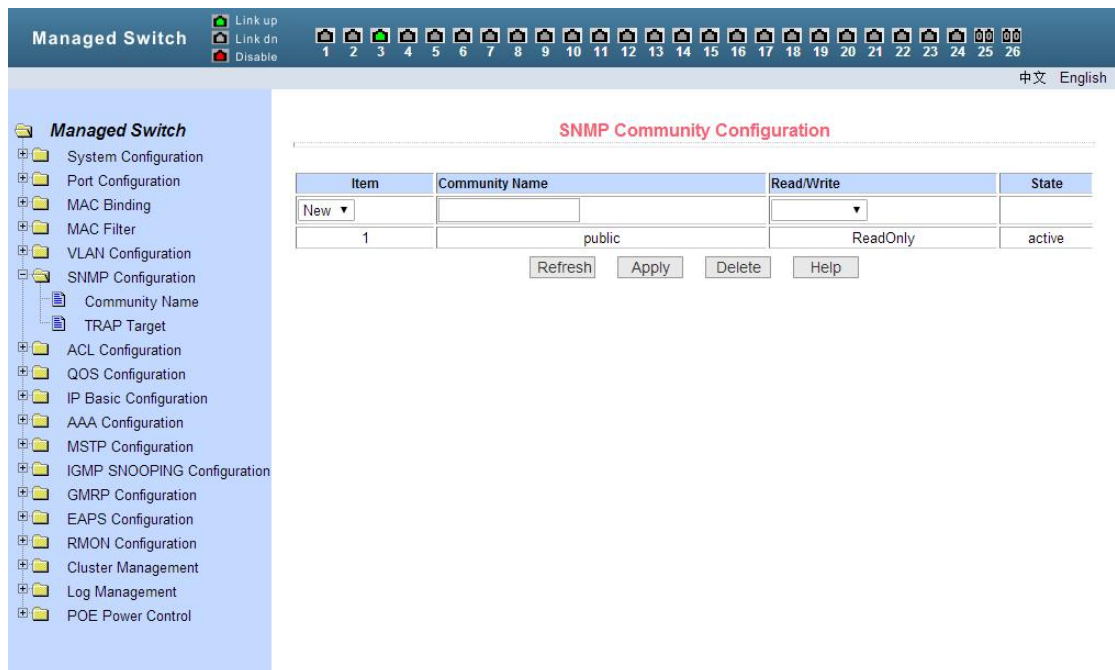 Managed Switch
Link up
Link dn
Disable
1 2 3 4 5 6 7 8 9 10 11 12 13 14 15 16 17 18 19 20 21 22 23 24 25 26
中文 English
Managed Switch
System Configuration
Port Configuration
MAC Binding
MAC Filter
VLAN Configuration
SNMP Configuration
Community Name
TRAP Target
ACL Configuration
QOS Configuration
IP Basic Configuration
AAA Configuration
MSTP Configuration
IGMP SNOOPING Configuration
GMRP Configuration
EAPS Configuration
RMON Configuration
Cluster Management
Log Management
POE Power Control
SNMP Community Configuration
Item Community Name Read/Write State
New
1 public ReadOnly active
Refresh Apply Delete Help